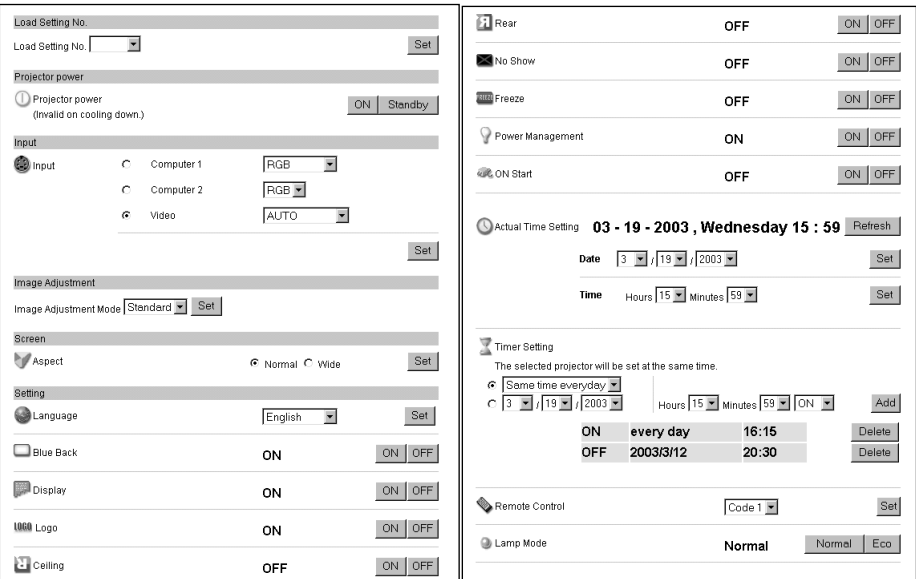 Load Setting No.
Load Setting No. Set
Projector power
Projector power
(Invalid on cooling down.) ON Standby
Input
Input Computer 1 RGB
Computer 2 RGB
Video AUTO
Set
Image Adjustment
Image Adjustment Mode Standard Set
Screen
Aspect Normal Wide Set
Setting
Language English Set
Blue Back ON ON OFF
Display ON ON OFF
LOGO Logo ON ON OFF
Ceiling OFF ON OFF
Rear OFF ON OFF
No Show OFF ON OFF
FREEZE Freeze OFF ON OFF
Power Management ON ON OFF
ON Start OFF ON OFF
Actual Time Setting 03 - 19 - 2003 , Wednesday 15 : 59 Refresh
Date 3 / 19 / 2003 Set
Time Hours 15 Minutes 59 Set
Timer Setting
The selected projector will be set at the same time.
Same time everyday
3 / 19 / 2003 Hours 15 Minutes 59 ON Add
ON every day 16:15 Delete
OFF 2003/3/12 20:30 Delete
Remote Control Code 1 Set
Lamp Mode Normal Normal Eco